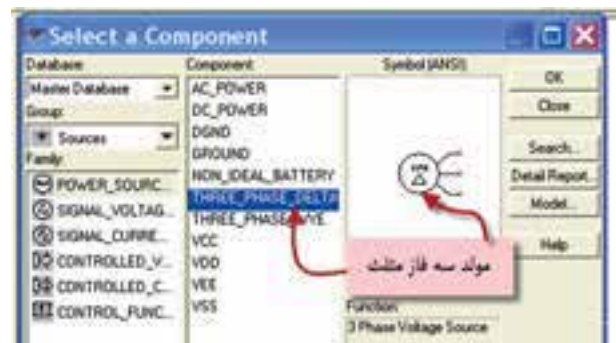 Select a Component
Database:
Master Database
Group:
Sources
Family:
POWER_SOURC...
SIGNAL_VOLTAG...
SIGNAL_CURRE...
CONTROLLED_V...
CONTROLLED_C...
CONTROL_FUNC...
Component:
AC_POWER
DC_POWER
DGND
GROUND
NON_IDEAL_BATTERY
THREE_PHASE_DELTA
THREE_PHASE_WYE
VCC
VDD
VEE
VSS
Symbol (ANSI)
مولد سه فاز مثلث
Function:
3 Phase Voltage Source
OK
Close
Search...
Detail Report...
Model...
Help